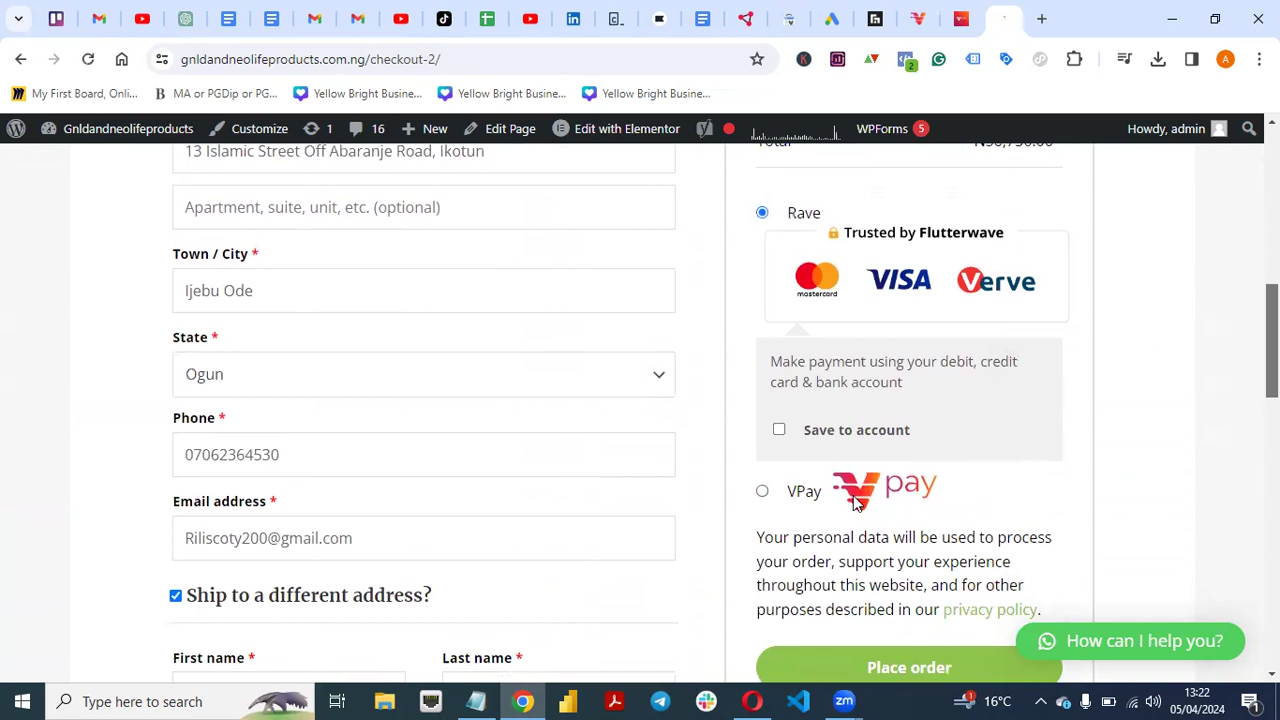 gnldandneolifeproducts.com.ng/checkout-2/
2
A
My First Board, Onli...
B MA or PGDip or PG...
Yellow Bright Busine...
Yellow Bright Busine...
Yellow Bright Busine...
Gnldandneolifeproducts
Customize
1
16
New
Edit Page
Edit with Elementor
WPForms 5
Howdy, admin
13 Islamic Street Off Abaranje Road, Ikotun
Apartment, suite, unit, etc. (optional)
Town / City *
Ijebu Ode
State *
Ogun
Phone *
07062364530
Email address *
Riliscoty200@gmail.com
Ship to a different address?
First name *
Last name *
Total
Rave
Trusted by Flutterwave
mastercard
VISA
Verve
Make payment using your debit, credit
card & bank account
Save to account
VPay
V pay
Your personal data will be used to process
your order, support your experience
throughout this website, and for other
purposes described in our privacy policy.
How can I help you?
Place order
Type here to search
zm
1
16°C
13:22
05/04/2024
1